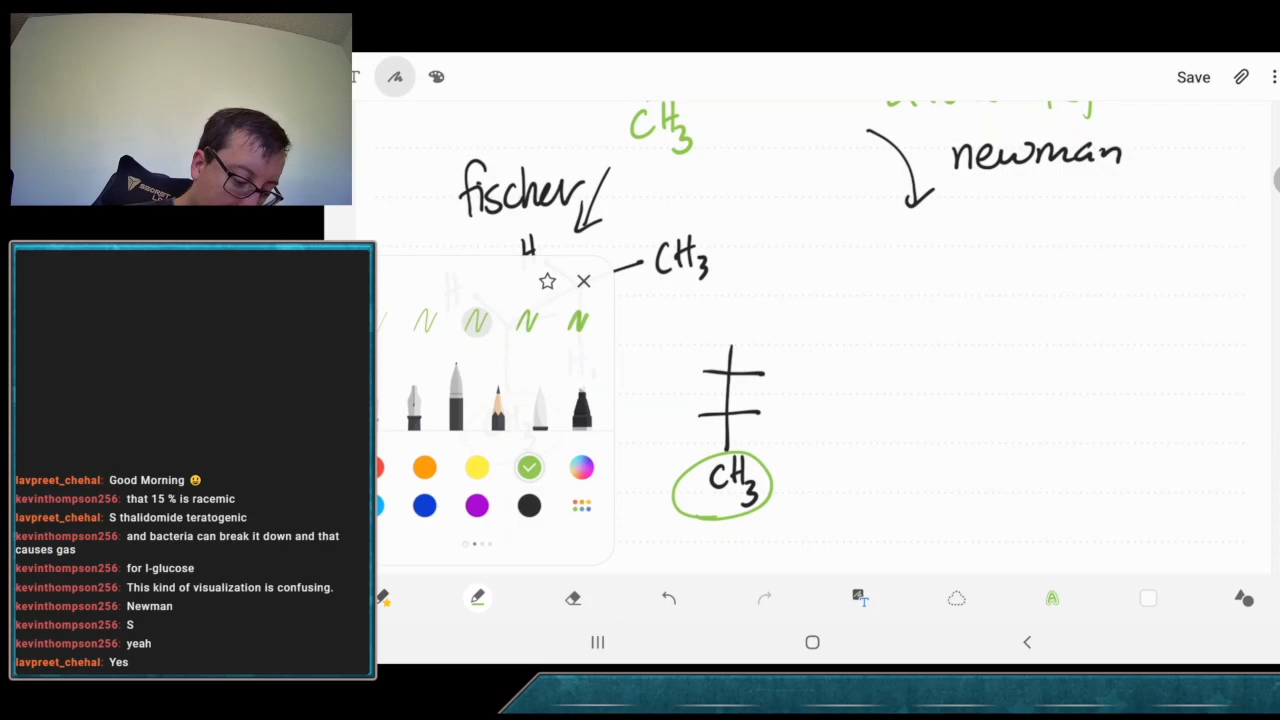 Save
CH3
newman
fischer
H
CH3
H
H
CH3
lavpreet_chehal: Good Morning 😃
kevinthompson256: that 15 % is racemic
lavpreet_chehal: S thalidomide teratogenic
kevinthompson256: and bacteria can break it down and that
causes gas
kevinthompson256: for l-glucose
kevinthompson256: This kind of visualization is confusing.
kevinthompson256: Newman
kevinthompson256: S
kevinthompson256: yeah
lavpreet_chehal: Yes